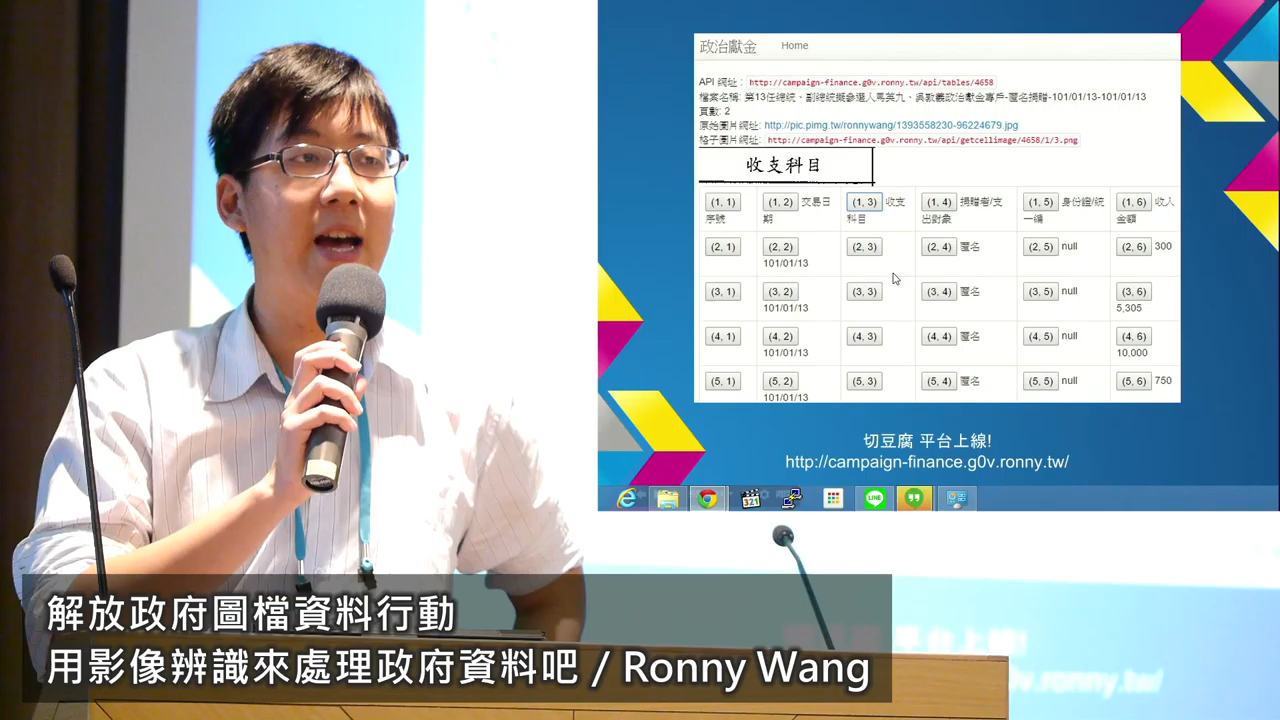 政治獻金 Home
API 網址 : http://campaign-finance.g0v.ronny.tw/api/tables/4658
檔案名稱: 第13任總統、副總統擬參選人馬英九、吳敦義政治獻金專戶-匿名捐贈-101/01/13-101/01/13
頁數: 2
原始圖片網址: http://pic.pimg.tw/ronnywang/1393558230-96224679.jpg
格子圖片網址: http://campaign-finance.g0v.ronny.tw/api/getcellimage/4658/1/3.png
收支科目
(1, 1) 序號
(1, 2) 交易日期
(1, 3) 收支科目
(1, 4) 捐贈者/支出對象
(1, 5) 身份證/統一編
(1, 6) 收入金額
(2, 1)
(2, 2) 101/01/13
(2, 3)
(2, 4) 匿名
(2, 5) null
(2, 6) 300
(3, 1)
(3, 2) 101/01/13
(3, 3)
(3, 4) 匿名
(3, 5) null
(3, 6) 5,305
(4, 1)
(4, 2) 101/01/13
(4, 3)
(4, 4) 匿名
(4, 5) null
(4, 6) 10,000
(5, 1)
(5, 2) 101/01/13
(5, 3)
(5, 4) 匿名
(5, 5) null
(5, 6) 750
切豆腐 平台上線!
http://campaign-finance.g0v.ronny.tw/
321
LINE
解放政府圖檔資料行動
用影像辨識來處理政府資料吧 / Ronny Wang
平台上線!
0v.ronny.tw/